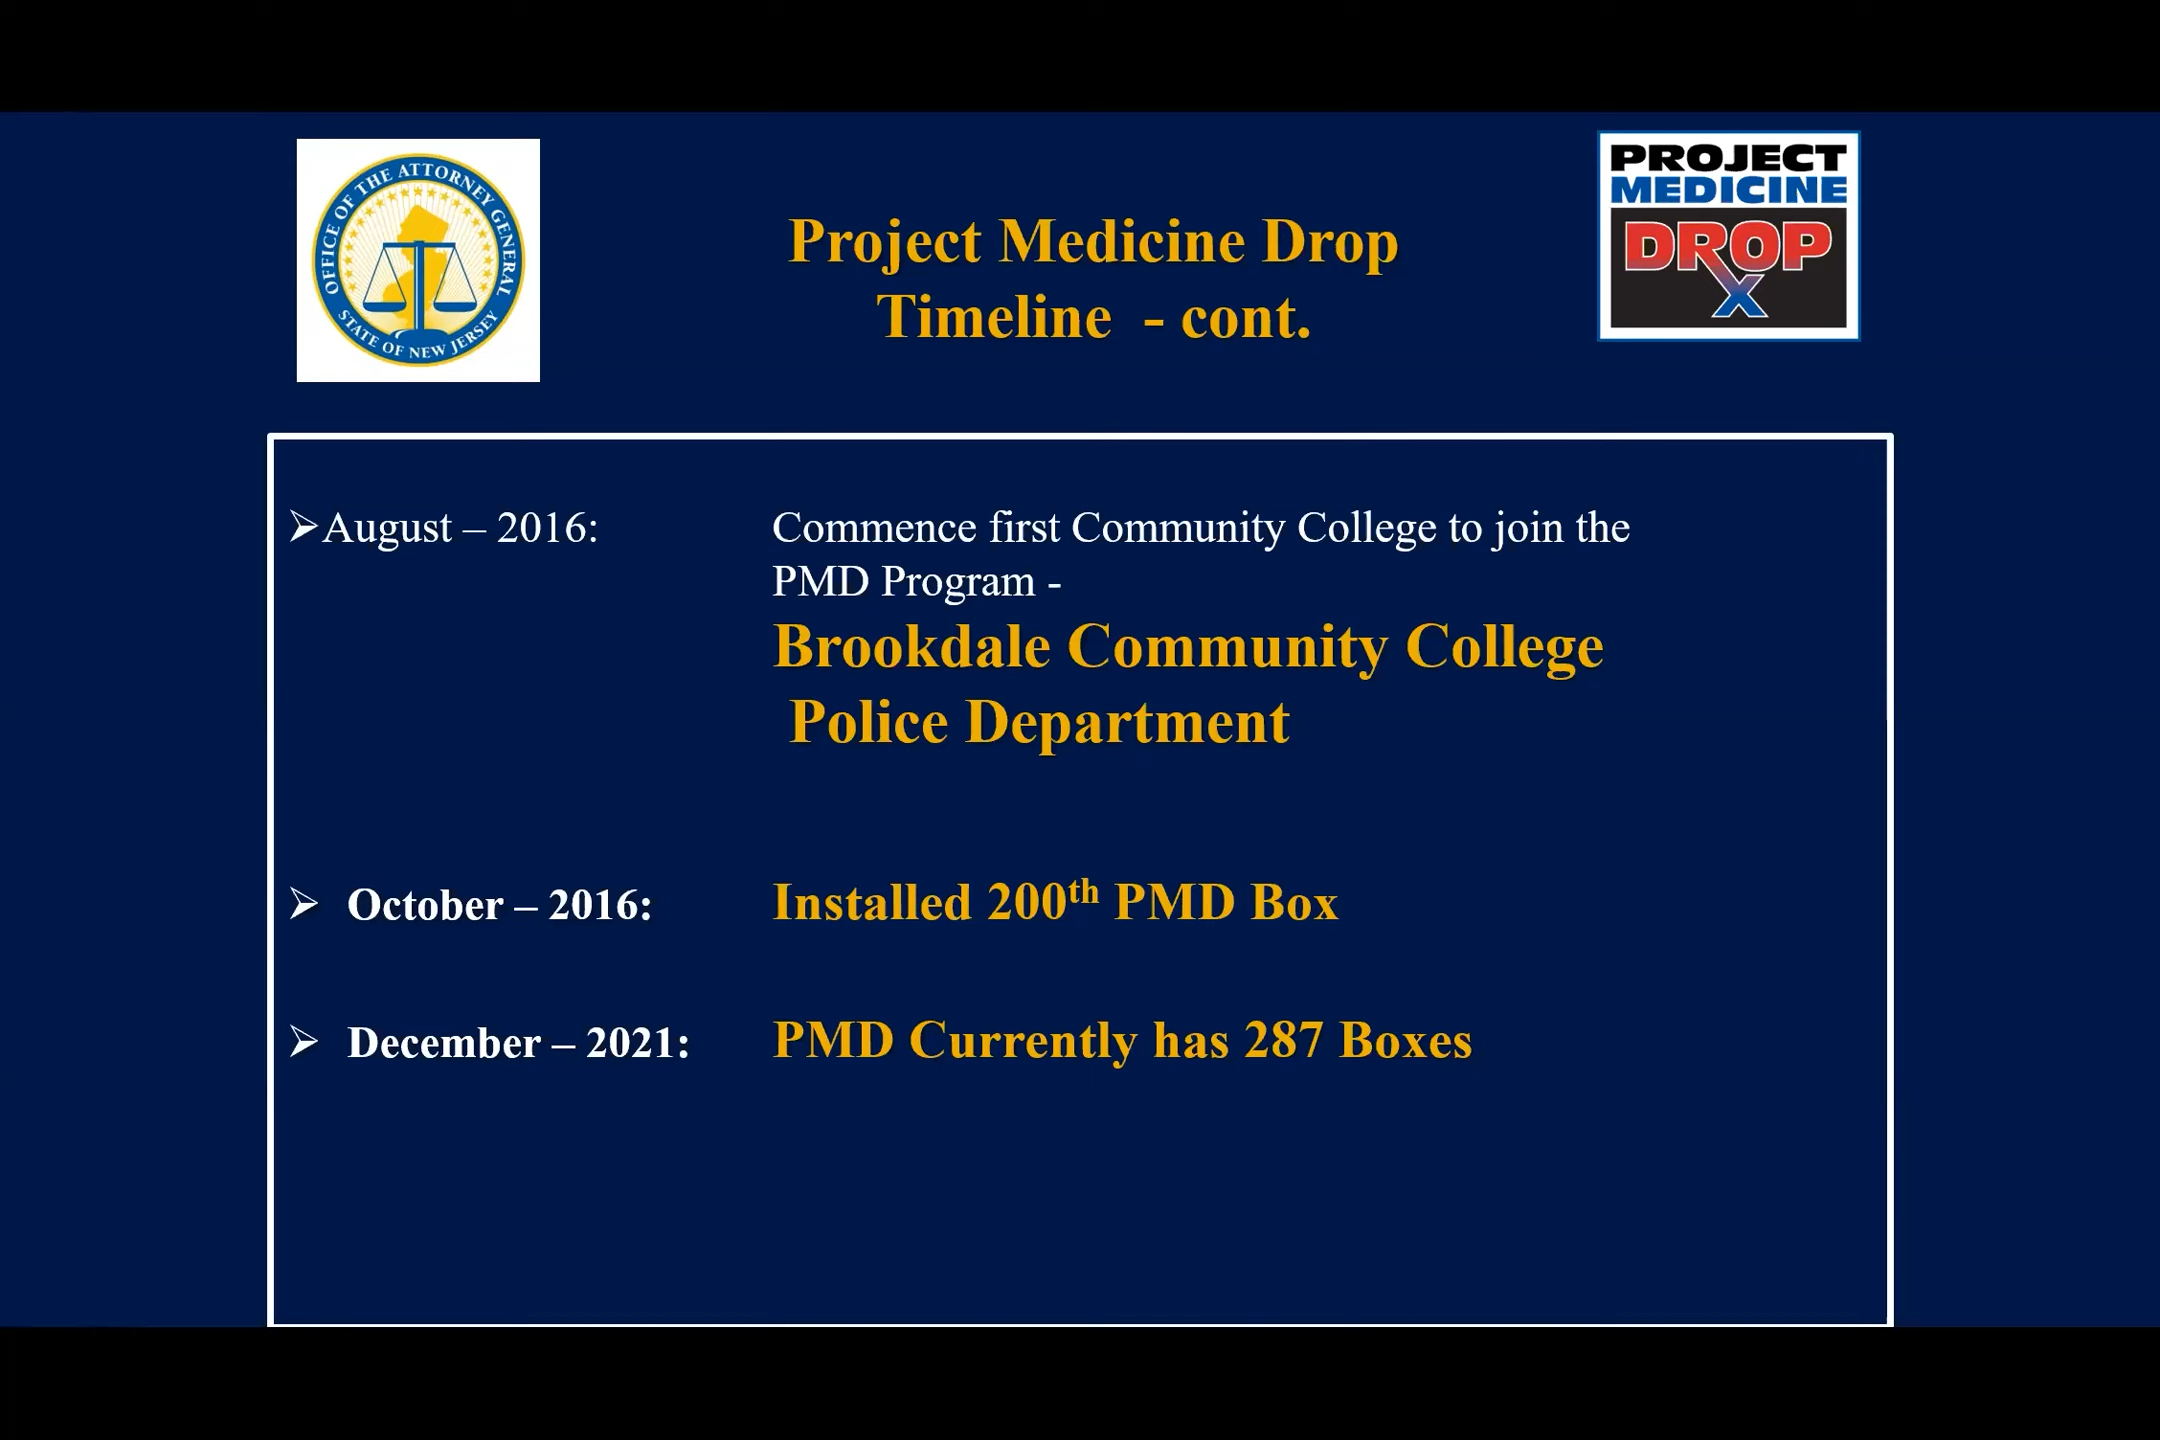 OFFICE OF THE ATTORNEY GENERAL
STATE OF NEW JERSEY
Project Medicine Drop
Timeline - cont.
PROJECT
MEDICINE
DROP
X
➢August – 2016: Commence first Community College to join the
PMD Program -
Brookdale Community College
Police Department
➢ October – 2016: Installed 200th PMD Box
➢ December – 2021: PMD Currently has 287 Boxes